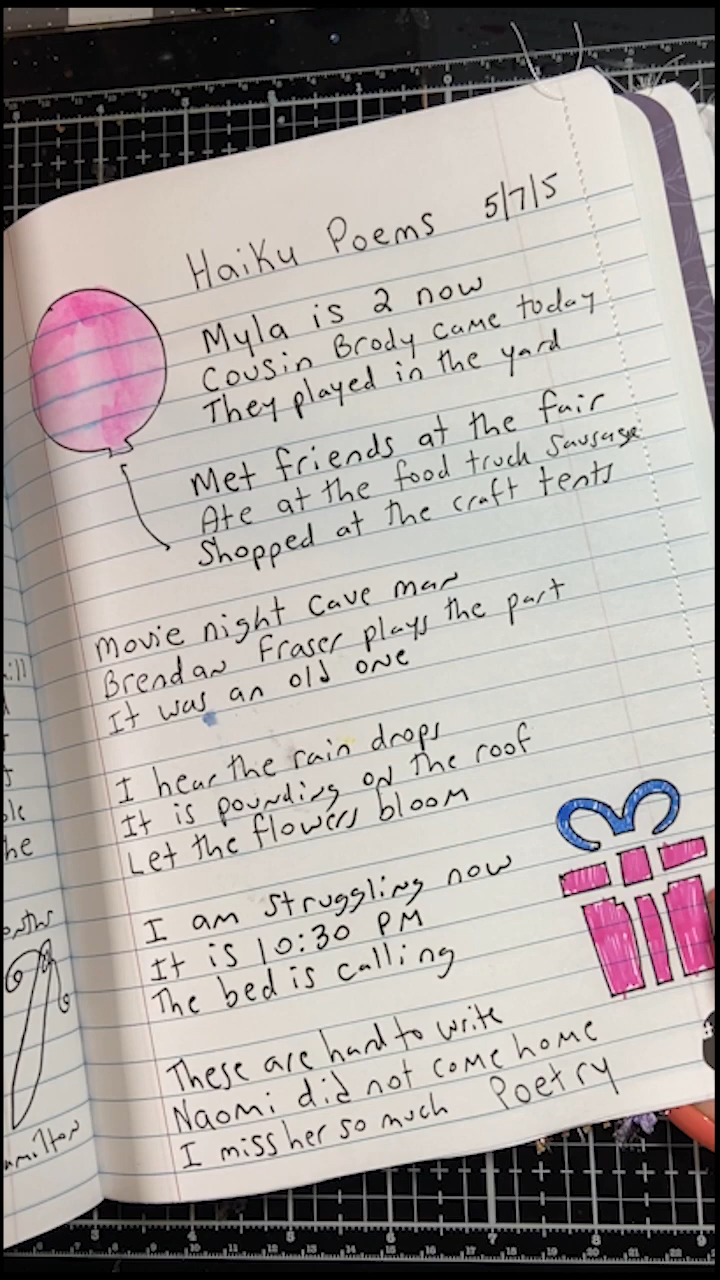 Haiku Poems 5/7/5
Myla is 2 now
Cousin Brody came today
They played in the yard
Met friends at the fair
Ate at the food truck sausage
Shopped at the craft tents
Movie night Cave man
Brendan Fraser plays the part
It was an old one
I hear the rain drops
It is pounding on the roof
Let the flowers bloom
I am struggling now
It is 10:30 PM
The bed is calling
These are hard to write
Naomi did not come home
I miss her so much Poetry